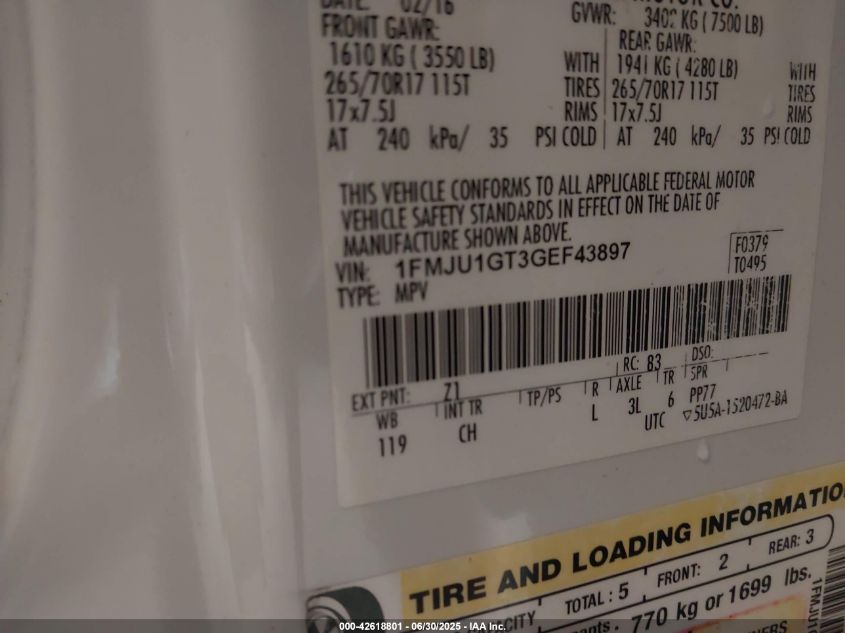 DATE: 02/16
MOTOR CO.
GVWR: 3402 KG ( 7500 LB)
FRONT GAWR:
REAR GAWR:
1610 KG ( 3550 LB) WITH
1941 KG ( 4280 LB) WITH
265/70R17 115T TIRES
265/70R17 115T TIRES
17x7.5J RIMS
17x7.5J RIMS
AT 240 kPa/ 35 PSI COLD
AT 240 kPa/ 35 PSI COLD
THIS VEHICLE CONFORMS TO ALL APPLICABLE FEDERAL MOTOR
VEHICLE SAFETY STANDARDS IN EFFECT ON THE DATE OF
MANUFACTURE SHOWN ABOVE.
VIN: 1FMJU1GT3GEF43897
F0379
TYPE: MPV
T0495
EXT PNT: Z1 RC: 83 DSO:
WB INT TR TP/PS R AXLE TR SPR
119 CH L 3L 6 PP77
UTC ▽5U5A-1520472-BA
TIRE AND LOADING INFORMATIO
CITY TOTAL : 5 FRONT: 2 REAR: 3
nts. 770 kg or 1699 lbs.
1FMJU1
000-42618801 - 06/30/2025 - IAA Inc.